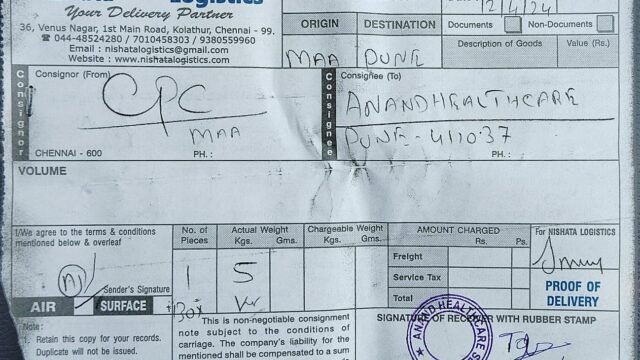 Logistics
Your Delivery Partner
36, Venus Nagar, 1st Main Road, Kolathur, Chennai - 99.
044-48524280 / 7010458303 / 9380559960
Email : nishatalogistics@gmail.com
Website : www.nishatalogistics.com
ORIGIN DESTINATION
MAA PUNE
12/4/24
Documents Non-Documents
Description of Goods Value (Rs.)
Consignor
Consignor (From)
CPC
MAA
CHENNAI - 600 PH. :
Consignee
Consignee (To)
ANANDHEALTHCARE
PUNE - 411037
PH. :
VOLUME
I/We agree to the terms & conditions
mentioned below & overleaf
Sender's Signature
AIR SURFACE
No. of Pieces
1
Box
Actual Weight
Kgs. Gms.
5
Chargeable Weight
Kgs. Gms.
AMOUNT CHARGED
Rs. Ps.
Freight
Service Tax
Total
For NISHATA LOGISTICS
PROOF OF
DELIVERY
Note :
1. Retain this copy for your records.
Duplicate will not be issued.
This is non-negotiable consignment
note subject to the conditions of
carriage. The company's liability for
the mentioned shall be compensated to a sum
SIGNATURE OF RECEIVER WITH RUBBER STAMP
ANAND HEALTHCARE